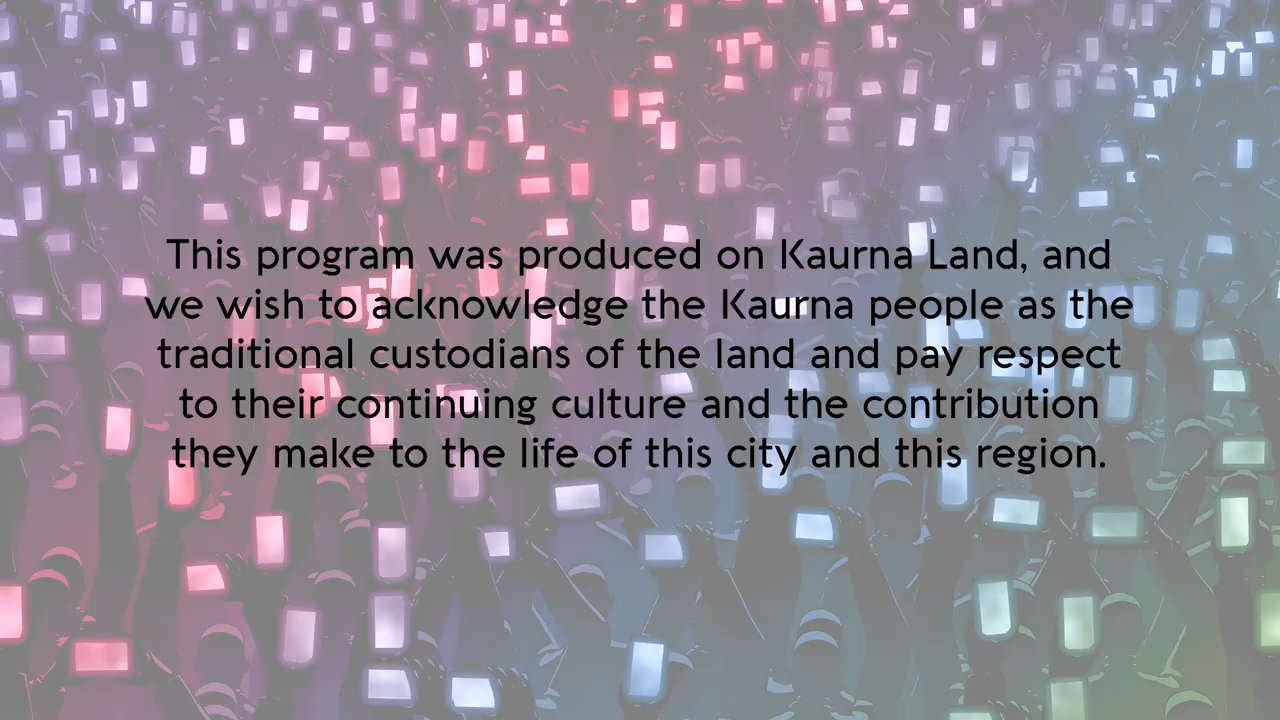 This program was produced on Kaurna Land, and
we wish to acknowledge the Kaurna people as the
traditional custodians of the land and pay respect
to their continuing culture and the contribution
they make to the life of this city and this region.